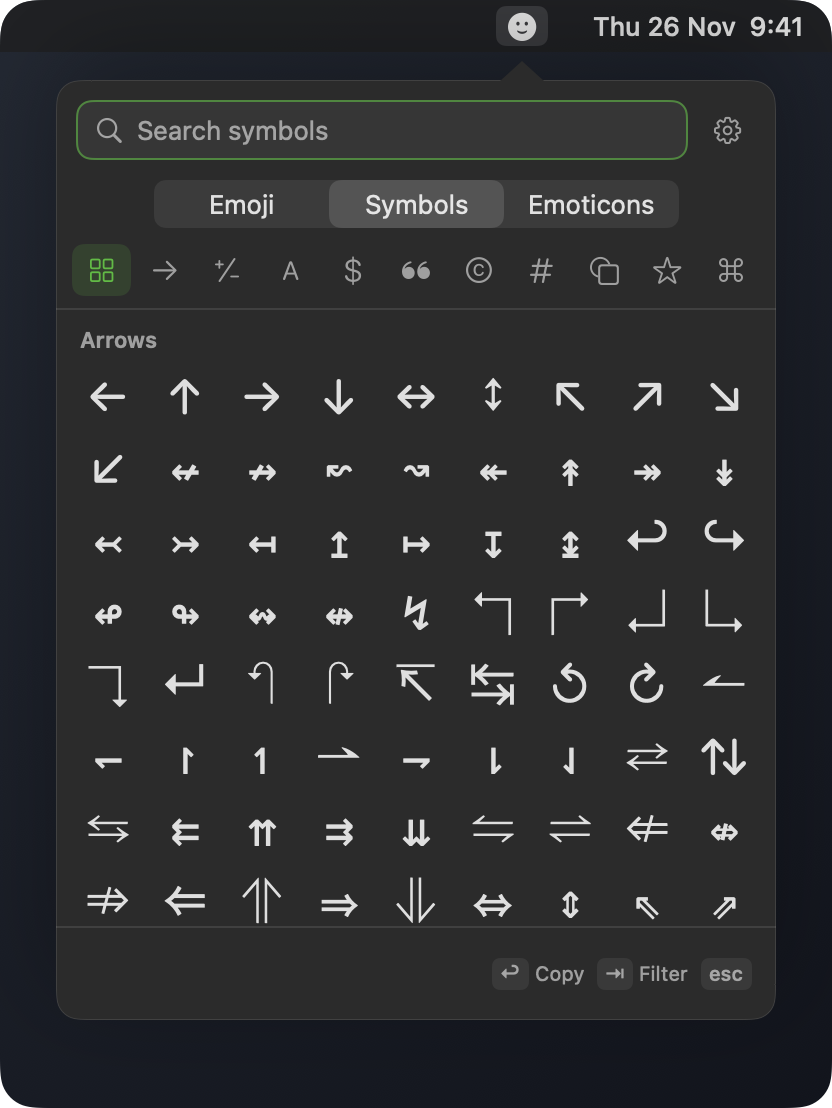 Thu 26 Nov 9:41
Search symbols
Emoji Symbols Emoticons
→ +⁄− A $ ❝ © # ☆ ⌘
Arrows
← ↑ → ↓ ↔ ↕ ↖ ↗ ↘
↙ ↚ ↛ ↜ ↝ ↞ ↟ ↠ ↡
↢ ↣ ↤ ↥ ↦ ↧ ↨ ↩ ↪
↫ ↬ ↭ ↮ ↯ ↰ ↱ ↲ ↳
↴ ↵ ↶ ↷ ↸ ↹ ↺ ↻ ↼
↽ ↾ ↿ ⇀ ⇁ ⇂ ⇃ ⇄ ⇅
⇆ ⇇ ⇈ ⇉ ⇊ ⇋ ⇌ ⇍ ⇎
⇏ ⇐ ⇑ ⇒ ⇓ ⇔ ⇕ ⇖ ⇗
↩ Copy ⇥ Filter esc